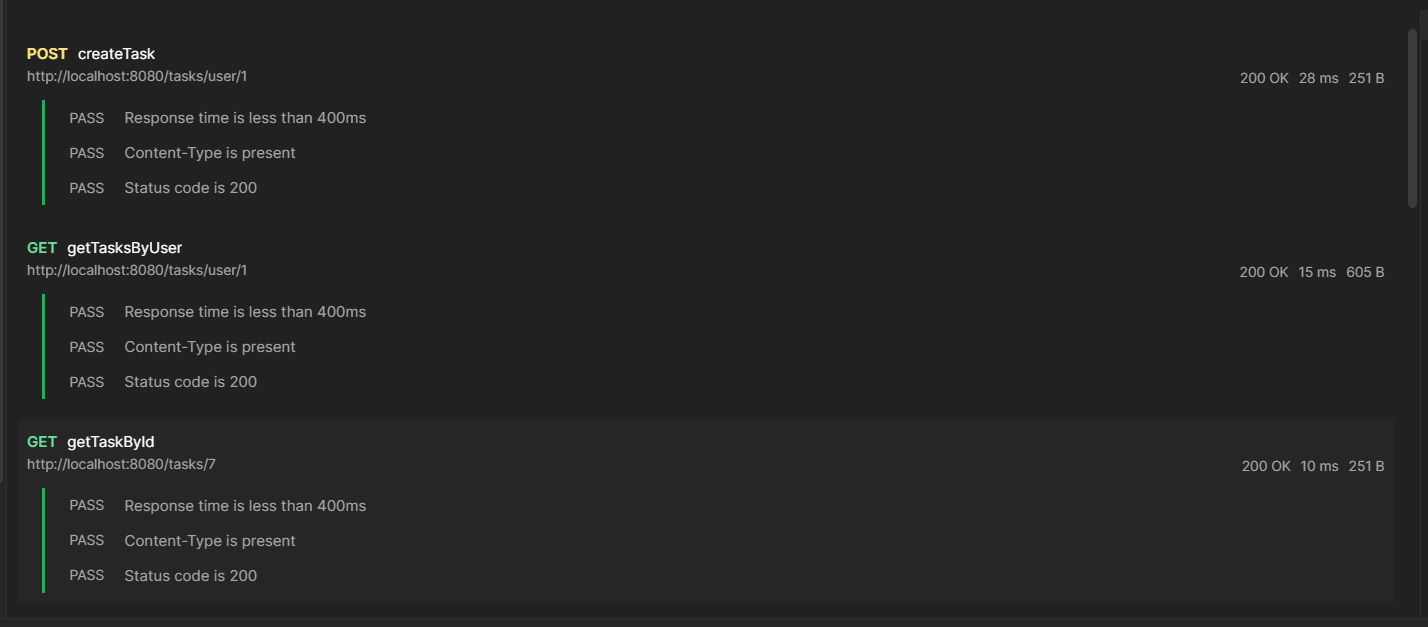 POST createTask
http://localhost:8080/tasks/user/1
200 OK 28 ms 251 B
PASS Response time is less than 400ms
PASS Content-Type is present
PASS Status code is 200
GET getTasksByUser
http://localhost:8080/tasks/user/1
200 OK 15 ms 605 B
PASS Response time is less than 400ms
PASS Content-Type is present
PASS Status code is 200
GET getTaskById
http://localhost:8080/tasks/7
200 OK 10 ms 251 B
PASS Response time is less than 400ms
PASS Content-Type is present
PASS Status code is 200